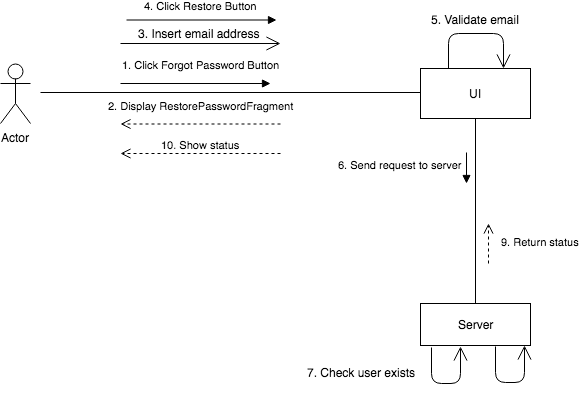 4. Click Restore Button
5. Validate email
3. Insert email address
1. Click Forgot Password Button
UI
2. Display RestorePasswordFragment
Actor
10. Show status
6. Send request to server
9. Return status
Server
7. Check user exists